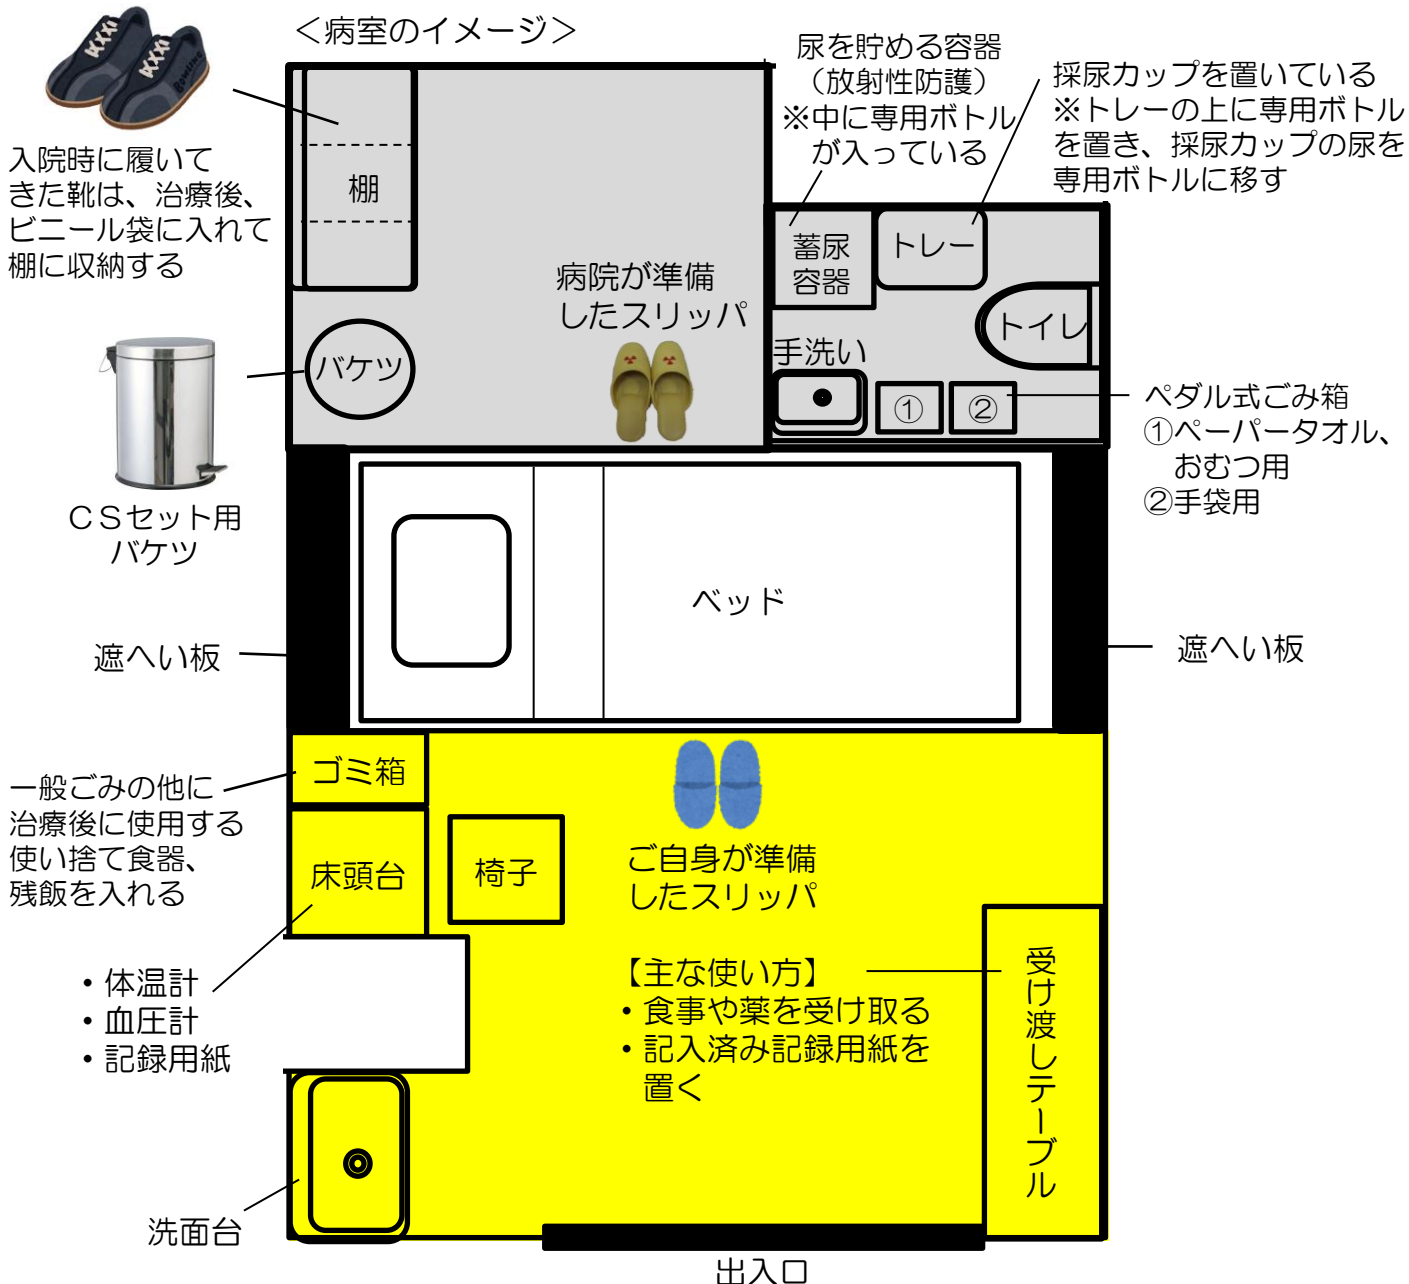 ＜病室のイメージ＞
入院時に履いて
きた靴は、治療後、
ビニール袋に入れて
棚に収納する
棚
尿を貯める容器
（放射性防護）
※中に専用ボトル
が入っている
採尿カップを置いている
※トレーの上に専用ボトル
を置き、採尿カップの尿を
専用ボトルに移す
蓄尿
容器
トレー
トイレ
病院が準備
したスリッパ
手洗い
①
②
バケツ
ペダル式ごみ箱
①ペーパータオル、
おむつ用
②手袋用
ＣＳセット用
バケツ
ベッド
遮へい板
遮へい板
ゴミ箱
一般ごみの他に
治療後に使用する
使い捨て食器、
残飯を入れる
床頭台
椅子
ご自身が準備
したスリッパ
・体温計
・血圧計
・記録用紙
【主な使い方】
・食事や薬を受け取る
・記入済み記録用紙を
置く
受け渡しテーブル
洗面台
出入口